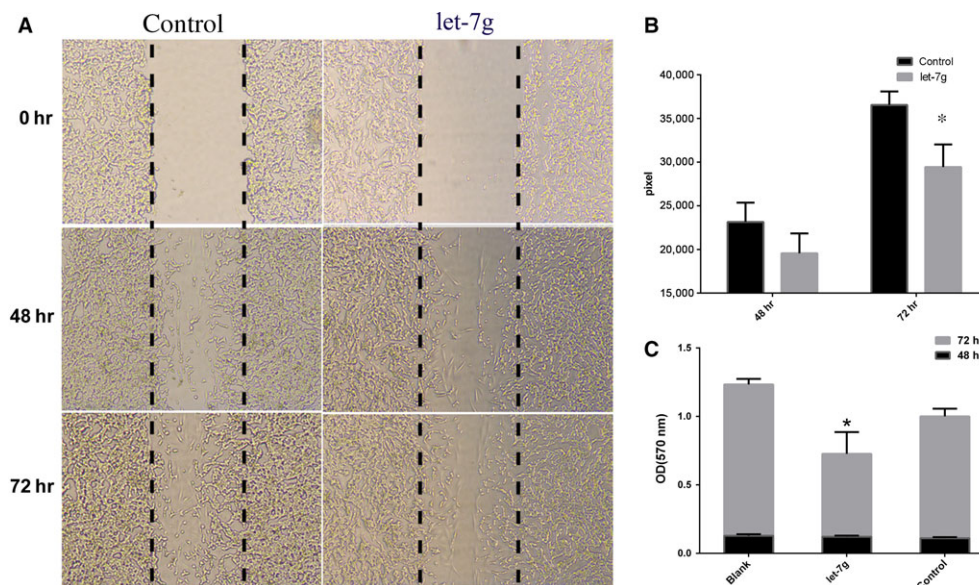 A
Control
let-7g
0 hr
48 hr
72 hr
B
Control
let-7g
40,000
35,000
30,000
25,000
20,000
15,000
pixel
*
48 hr
72 hr
C
72 h
48 h
1.5
1.0
0.5
0.0
OD(570 nm)
*
Blank
let-7g
Control